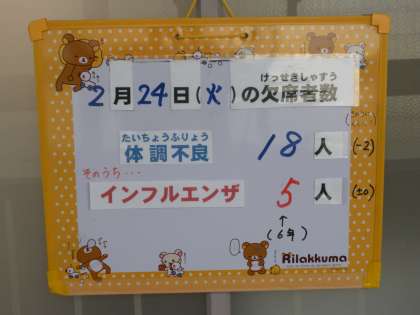 けっせきしゃすう
2月24日(火)の欠席者数
たいちょうふりょう
体調不良 18人 (-2)
そのうち・・・
インフルエンザ 5人 (±0)
↑
(6年)
Rilakkuma